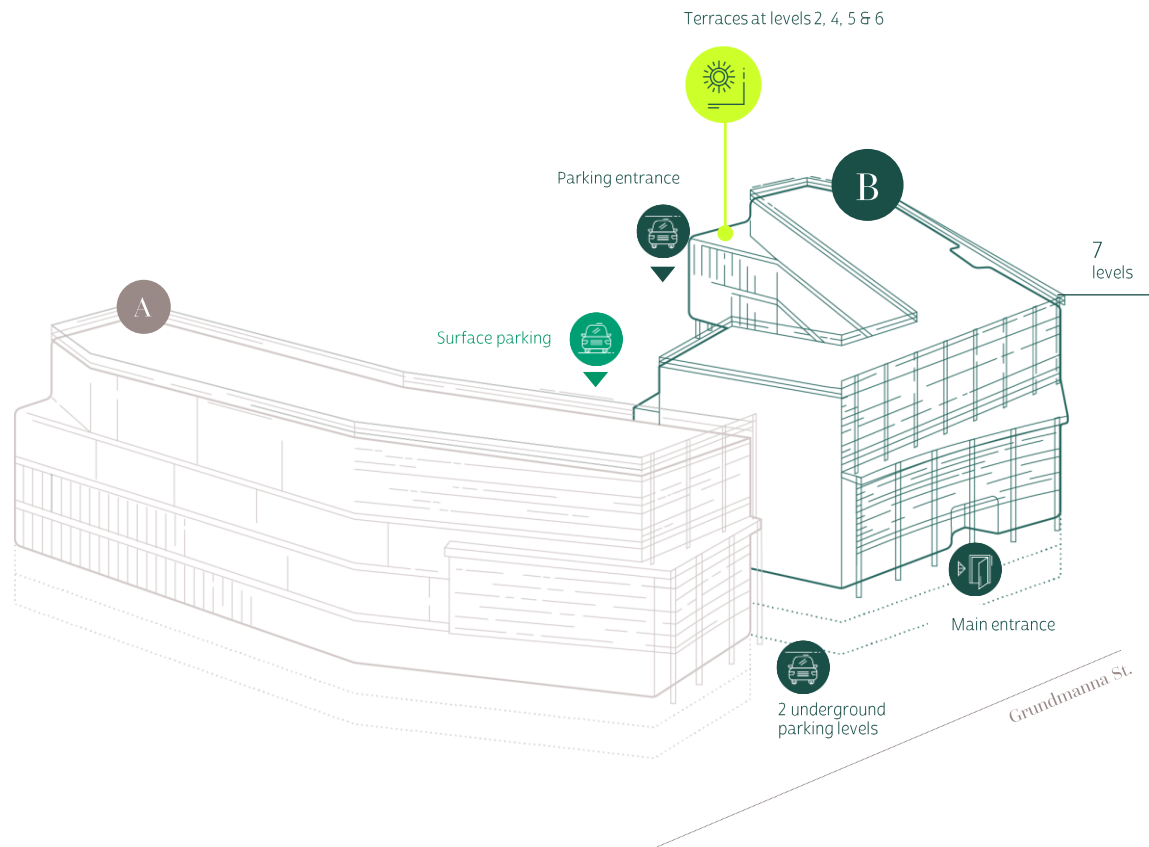 Terraces at levels 2, 4, 5 & 6
Parking entrance
B
7
levels
A
Surface parking
Main entrance
Grundmanna St.
2 underground
parking levels